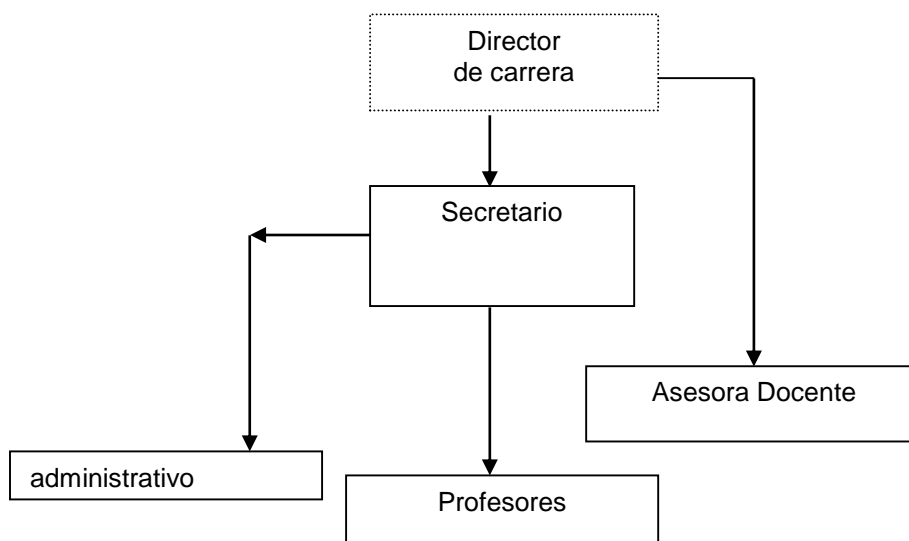 Director
de carrera
Secretario
Asesora Docente
administrativo
Profesores